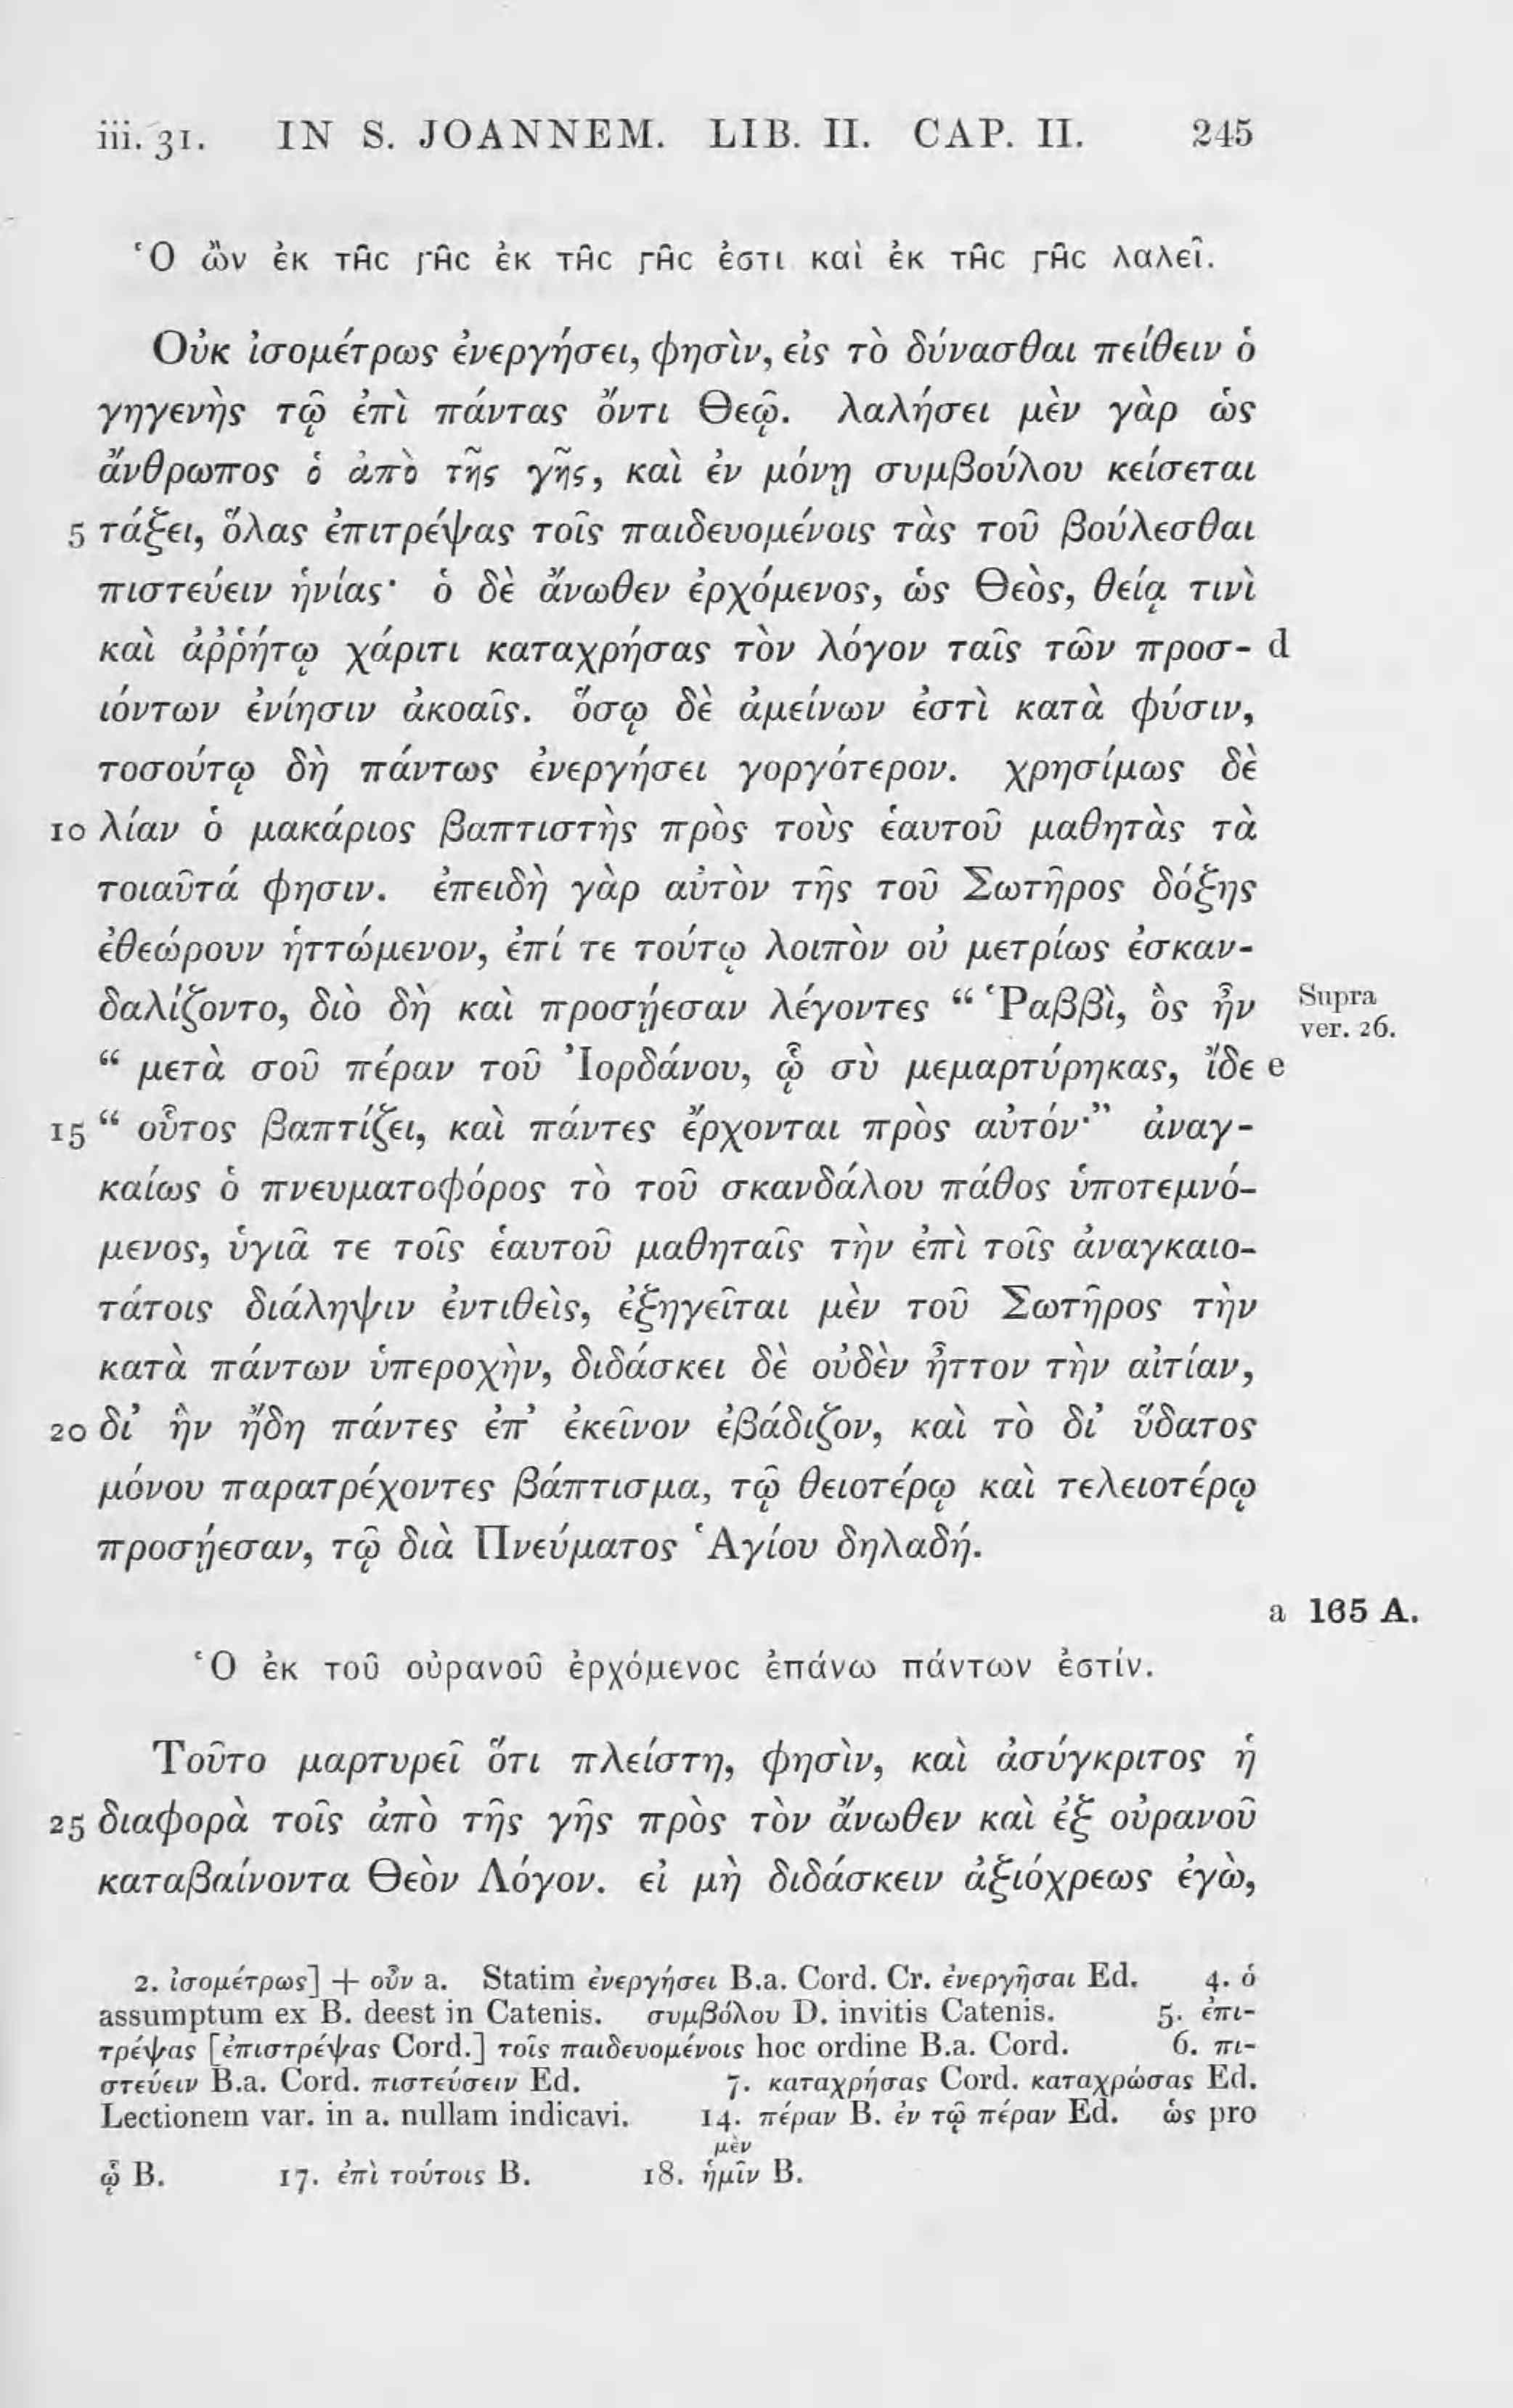 iii. 31. IN S. JOANNEM. LIB. II. CAP. II. 245
Ὁ ὢν ἐκ τῆς γῆς ἐκ τῆς γῆς ἐστι καὶ ἐκ τῆς γῆς λαλεῖ.
Οὐκ ἰσομέτρως ἐνεργήσει, φησὶν, εἰς τὸ δύνασθαι πείθειν ὁ
γηγενὴς τῷ ἐπὶ πάντας ὄντι Θεῷ. λαλήσει μὲν γὰρ ὡς
ἄνθρωπος ὁ ἀπὸ τῆς γῆς, καὶ ἐν μόνῃ συμβούλου κείσεται
5 τάξει, ὅλας ἐπιτρέψας τοῖς παιδευομένοις τὰς τοῦ βούλεσθαι
πιστεύειν ἡνίας· ὁ δὲ ἄνωθεν ἐρχόμενος, ὡς Θεὸς, θείᾳ τινὶ
καὶ ἀῤῥήτῳ χάριτι καταχρήσας τὸν λόγον ταῖς τῶν προσ- d
ιόντων ἐνίησιν ἀκοαῖς. ὅσῳ δὲ ἀμείνων ἐστὶ κατὰ φύσιν,
τοσούτῳ δὴ πάντως ἐνεργήσει γοργότερον. χρησίμως δὲ
10 λίαν ὁ μακάριος βαπτιστὴς πρὸς τοὺς ἑαυτοῦ μαθητὰς τὰ
τοιαῦτά φησιν. ἐπειδὴ γὰρ αὐτὸν τῆς τοῦ Σωτῆρος δόξης
ἐθεώρουν ἡττώμενον, ἐπί τε τούτῳ λοιπὸν οὐ μετρίως ἐσκαν-
δαλίζοντο, διὸ δὴ καὶ προσῄεσαν λέγοντες “ Ῥαββὶ, ὃς ἦν Supra
ver. 26.
“ μετὰ σοῦ πέραν τοῦ Ἰορδάνου, ᾧ σὺ μεμαρτύρηκας, ἴδε e
15 “ οὗτος βαπτίζει, καὶ πάντες ἔρχονται πρὸς αὐτόν·” ἀναγ-
καίως ὁ πνευματοφόρος τὸ τοῦ σκανδάλου πάθος ὑποτεμνό-
μενος, ὑγιᾶ τε τοῖς ἑαυτοῦ μαθηταῖς τὴν ἐπὶ τοῖς ἀναγκαιο-
τάτοις διάληψιν ἐντιθεὶς, ἐξηγεῖται μὲν τοῦ Σωτῆρος τὴν
κατὰ πάντων ὑπεροχὴν, διδάσκει δὲ οὐδὲν ἧττον τὴν αἰτίαν,
20 δι’ ἣν ἤδη πάντες ἐπ’ ἐκεῖνον ἐβάδιζον, καὶ τὸ δι’ ὕδατος
μόνου παρατρέχοντες βάπτισμα, τῷ θειοτέρῳ καὶ τελειοτέρῳ
προσῄεσαν, τῷ διὰ Πνεύματος Ἁγίου δηλαδή.
a 165 A.
Ὁ ἐκ τοῦ οὐρανοῦ ἐρχόμενος ἐπάνω πάντων ἐστίν.
Τοῦτο μαρτυρεῖ ὅτι πλείστη, φησὶν, καὶ ἀσύγκριτος ἡ
25 διαφορὰ τοῖς ἀπὸ τῆς γῆς πρὸς τὸν ἄνωθεν καὶ ἐξ οὐρανοῦ
καταβαίνοντα Θεὸν Λόγον. εἰ μὴ διδάσκειν ἀξιόχρεως ἐγὼ,
2. ἰσομέτρως] + οὖν a. Statim ἐνεργήσει B.a. Cord. Cr. ἐνεργῆσαι Ed. 4. ὁ
assumptum ex B. deest in Catenis. συμβόλου D. invitis Catenis. 5. ἐπι-
τρέψας [ἐπιστρέψας Cord.] τοῖς παιδευομένοις hoc ordine B.a. Cord. 6. πι-
στεύειν B.a. Cord. πιστεύσειν Ed. 7. καταχρήσας Cord. καταχρώσας Ed.
Lectionem var. in a. nullam indicavi. 14. πέραν B. ἐν τῷ πέραν Ed. ὡς pro
μὲν
ᾧ B. 17. ἐπὶ τούτοις B. 18. ἡμῖν B.